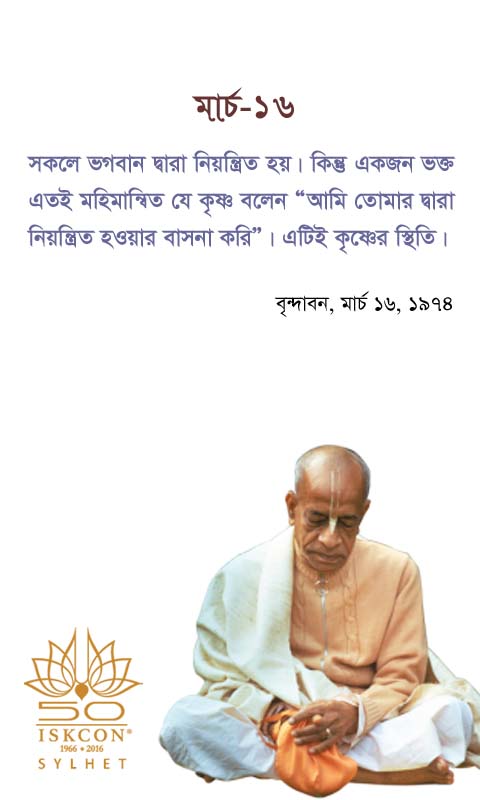 মার্চ-১৬
সকলে ভগবান দ্বারা নিয়ন্ত্রিত হয়। কিন্তু একজন ভক্ত
এতই মহিমান্বিত যে কৃষ্ণ বলেন “আমি তোমার দ্বারা
নিয়ন্ত্রিত হওয়ার বাসনা করি”। এটিই কৃষ্ণের স্থিতি।
বৃন্দাবন, মার্চ ১৬, ১৯৭৪
50
ISKCON®
1966 • 2016
SYLHET